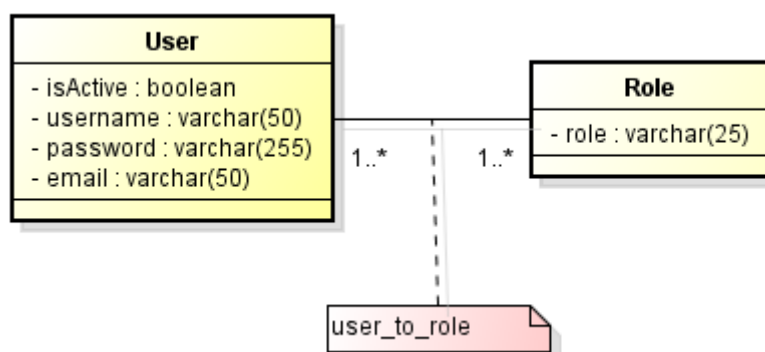 User
- isActive : boolean
- username : varchar(50)
- password : varchar(255)
- email : varchar(50)
1..*
1..*
Role
- role : varchar(25)
user_to_role